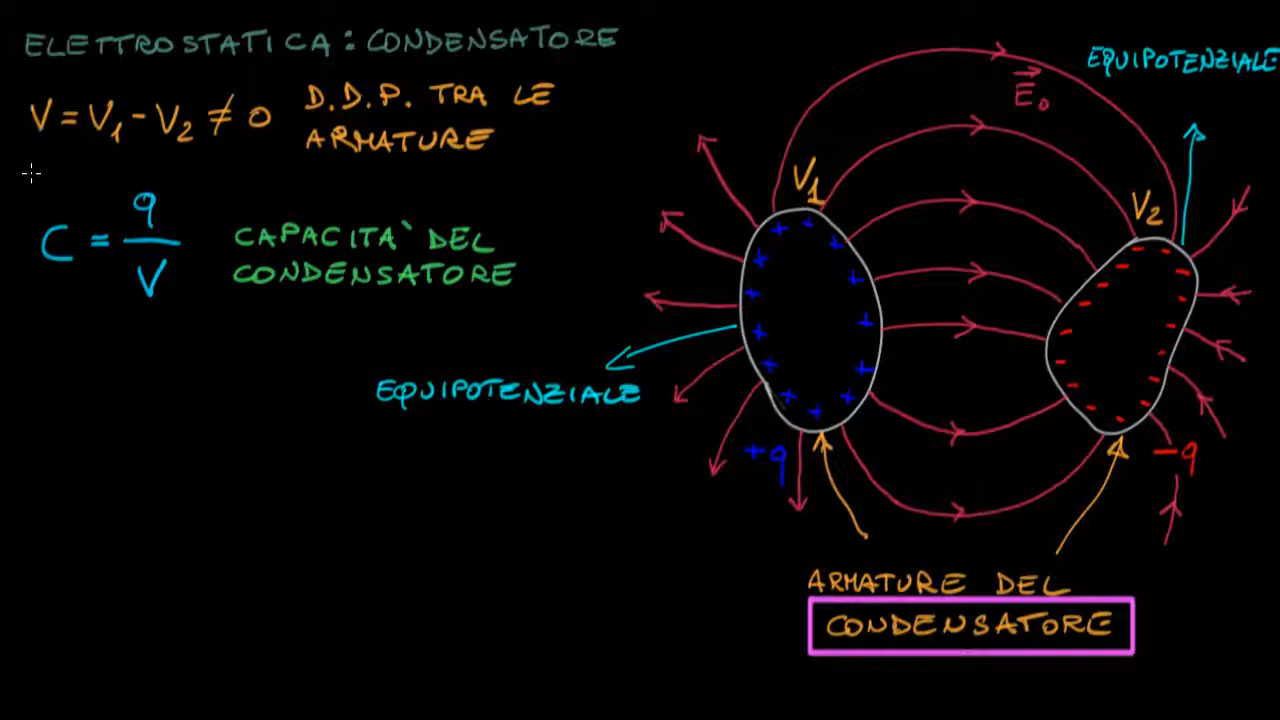 ELETTROSTATICA: CONDENSATORE
V = V₁ - V₂ ≠ 0 D.D.P. TRA LE
ARMATURE
C = q/V CAPACITÀ DEL
CONDENSATORE
EQUIPOTENZIALE
E₀
V₁
V₂
EQUIPOTENZIALE
+q
-q
ARMATURE DEL
CONDENSATORE